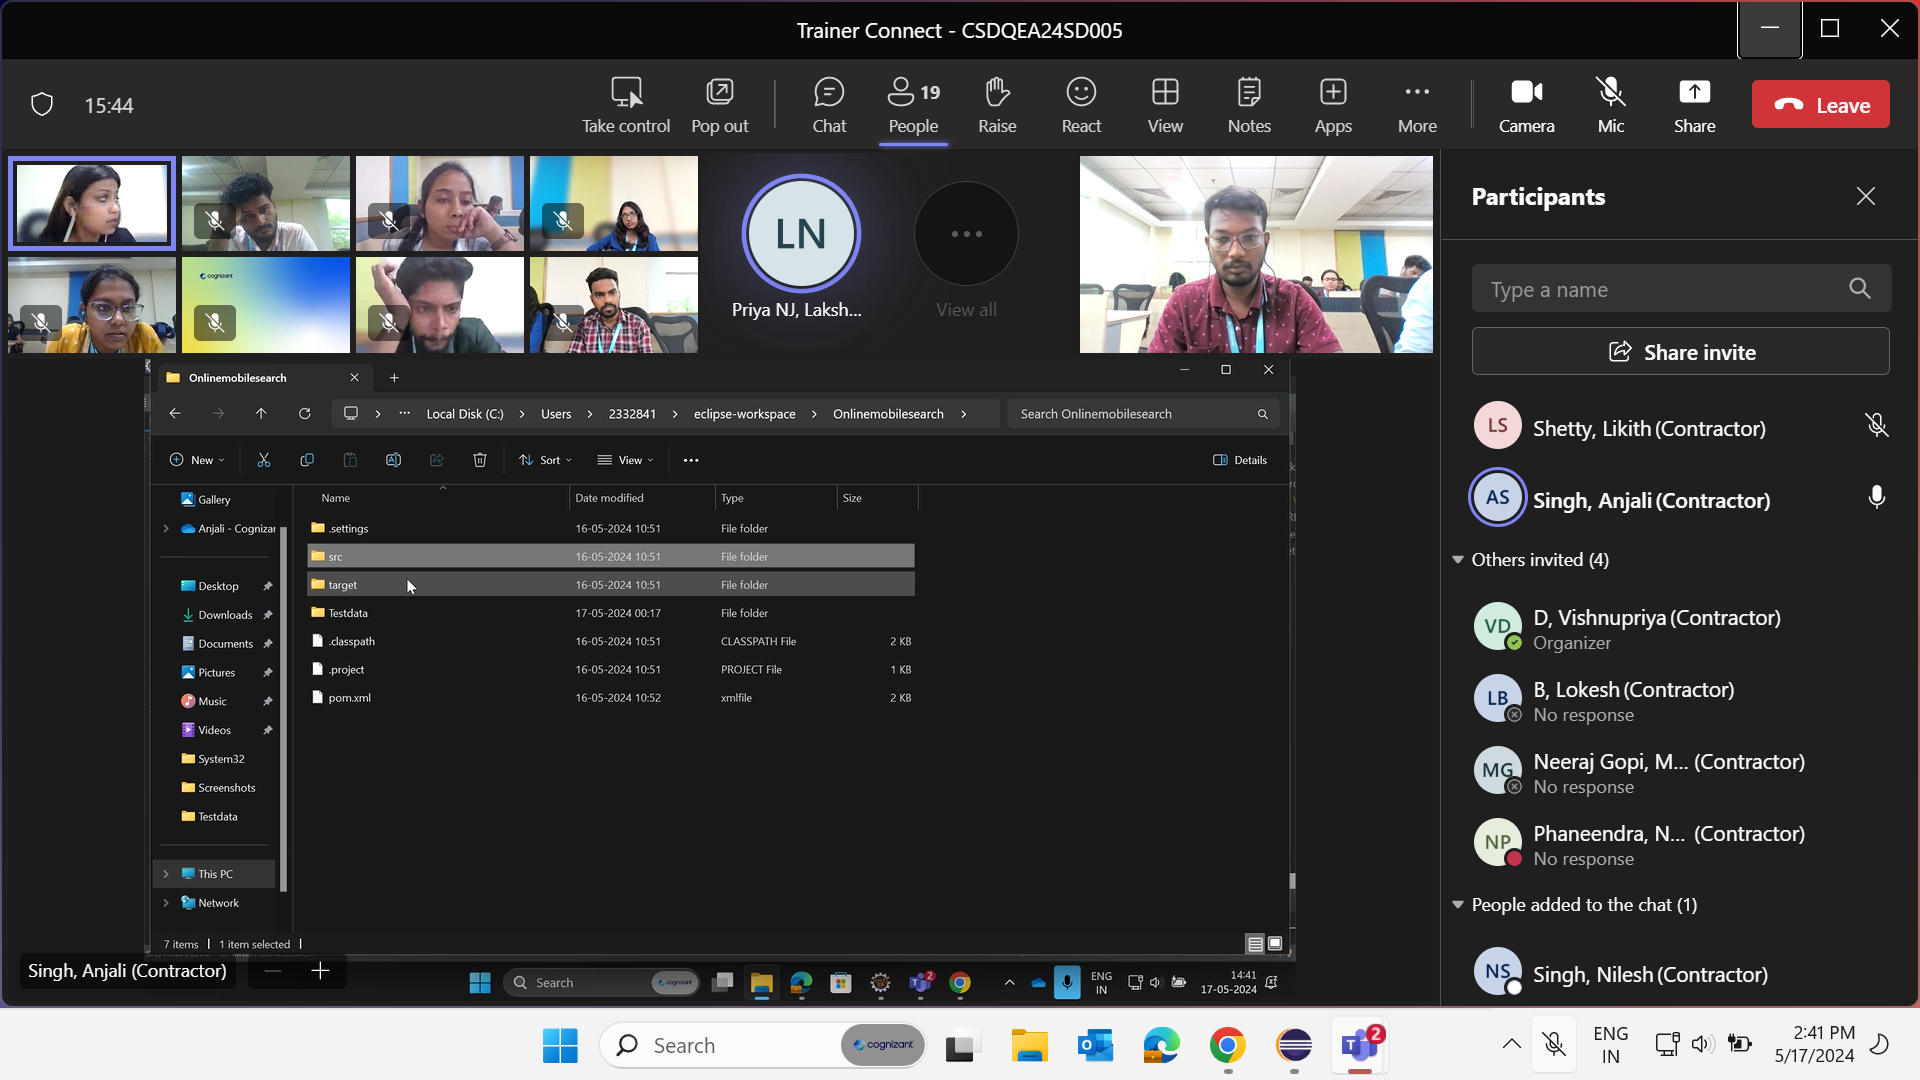 Trainer Connect - CSDQEA24SD005
15:44
Take control
Pop out
Chat
19
People
Raise
React
View
Notes
Apps
More
Camera
Mic
Share
Leave
cognizant
LN
Priya NJ, Laksh...
View all
Onlinemobilesearch
Local Disk (C:) > Users > 2332841 > eclipse-workspace > Onlinemobilesearch >
Search Onlinemobilesearch
New
Sort
View
Details
Gallery
Anjali - Cognizan
Desktop
Downloads
Documents
Pictures
Music
Videos
System32
Screenshots
Testdata
This PC
Network
Name Date modified Type Size
.settings 16-05-2024 10:51 File folder
src 16-05-2024 10:51 File folder
target 16-05-2024 10:51 File folder
Testdata 17-05-2024 00:17 File folder
.classpath 16-05-2024 10:51 CLASSPATH File 2 KB
.project 16-05-2024 10:51 PROJECT File 1 KB
pom.xml 16-05-2024 10:52 xmlfile 2 KB
7 items 1 item selected
Singh, Anjali (Contractor)
Search
cognizant
2
ENG
IN
14:41
17-05-2024
Participants
Type a name
Share invite
LS
Shetty, Likith (Contractor)
AS
Singh, Anjali (Contractor)
Others invited (4)
VD
D, Vishnupriya (Contractor)
Organizer
LB
B, Lokesh (Contractor)
No response
MG
Neeraj Gopi, M... (Contractor)
No response
NP
Phaneendra, N... (Contractor)
No response
People added to the chat (1)
NS
Singh, Nilesh (Contractor)
Search
cognizant
2
ENG
IN
2:41 PM
5/17/2024